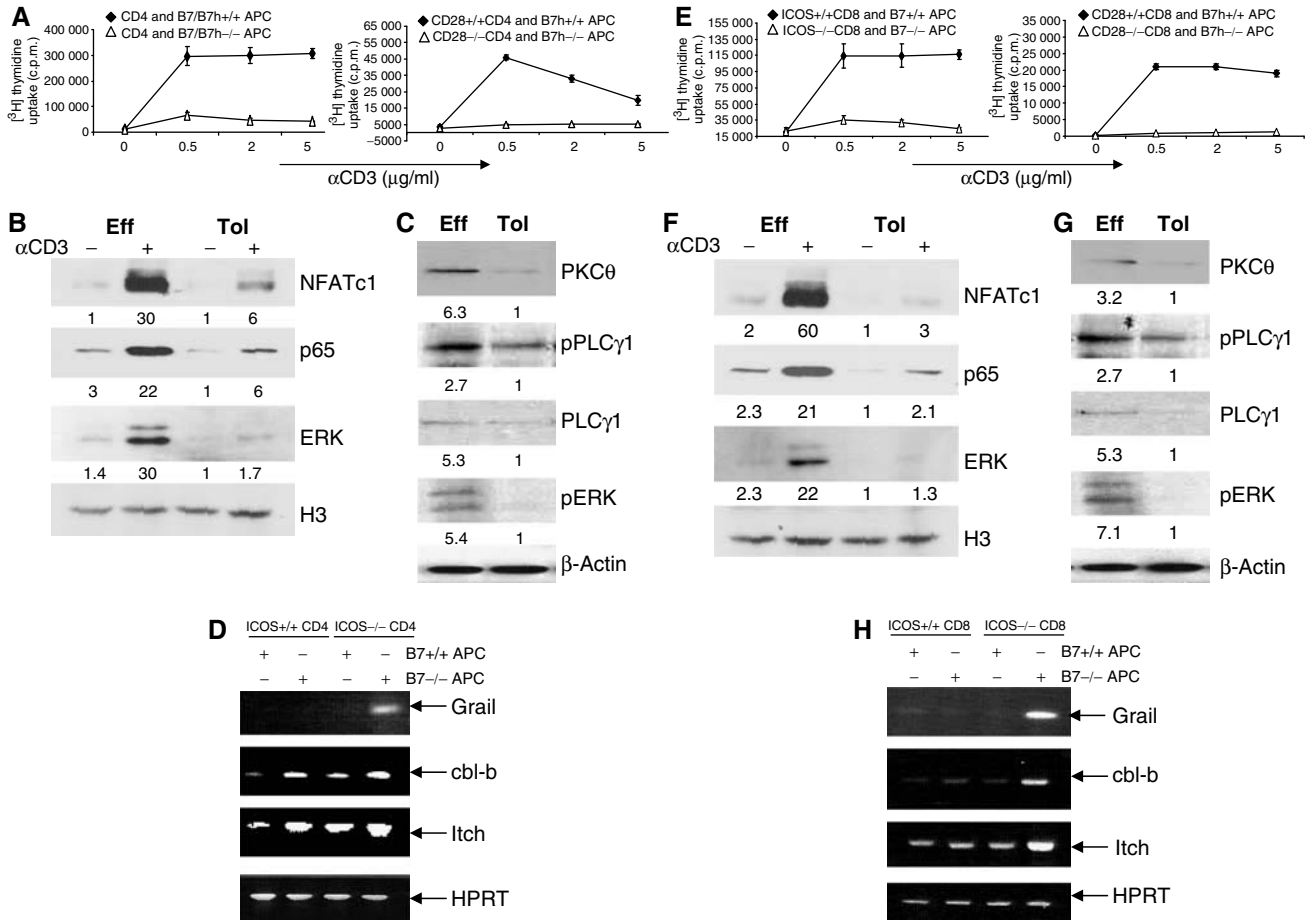 A
CD4 and B7/B7h+/+ APC
CD4 and B7/B7h–/– APC
[³H] thymidine
uptake (c.p.m.)
400 000
300 000
200 000
100 000
0
0 0.5 2 5
CD28+/+CD4 and B7h+/+ APC
CD28–/–CD4 and B7h–/– APC
[³H] thymidine
uptake (c.p.m.)
55 000
45 000
35 000
25 000
15 000
5000
–5000
0 0.5 2 5
αCD3 (μg/ml)
E
ICOS+/+CD8 and B7+/+ APC
ICOS–/–CD8 and B7–/– APC
[³H] thymidine
uptake (c.p.m.)
155 000
135 000
115 000
95 000
75 000
55 000
35 000
15 000
0 0.5 2 5
CD28+/+CD8 and B7h+/+ APC
CD28–/–CD8 and B7h–/– APC
[³H] thymidine
uptake (c.p.m.)
35 000
30 000
25 000
20 000
15 000
10 000
5 000
0
0 0.5 2 5
αCD3 (μg/ml)
B
Eff Tol
αCD3 – + – +
NFATc1
1 30 1 6
p65
3 22 1 6
ERK
1.4 30 1 1.7
H3
C
Eff Tol
PKCθ
6.3 1
pPLCγ1
2.7 1
PLCγ1
5.3 1
pERK
5.4 1
β-Actin
F
Eff Tol
αCD3 – + – +
NFATc1
2 60 1 3
p65
2.3 21 1 2.1
ERK
2.3 22 1 1.3
H3
G
Eff Tol
PKCθ
3.2 1
pPLCγ1
2.7 1
PLCγ1
5.3 1
pERK
7.1 1
β-Actin
D
ICOS+/+ CD4 ICOS–/– CD4
+ – + – B7+/+ APC
– + – + B7–/– APC
Grail
cbl-b
Itch
HPRT
H
ICOS+/+ CD8 ICOS–/– CD8
+ – + – B7+/+ APC
– + – + B7–/– APC
Grail
cbl-b
Itch
HPRT